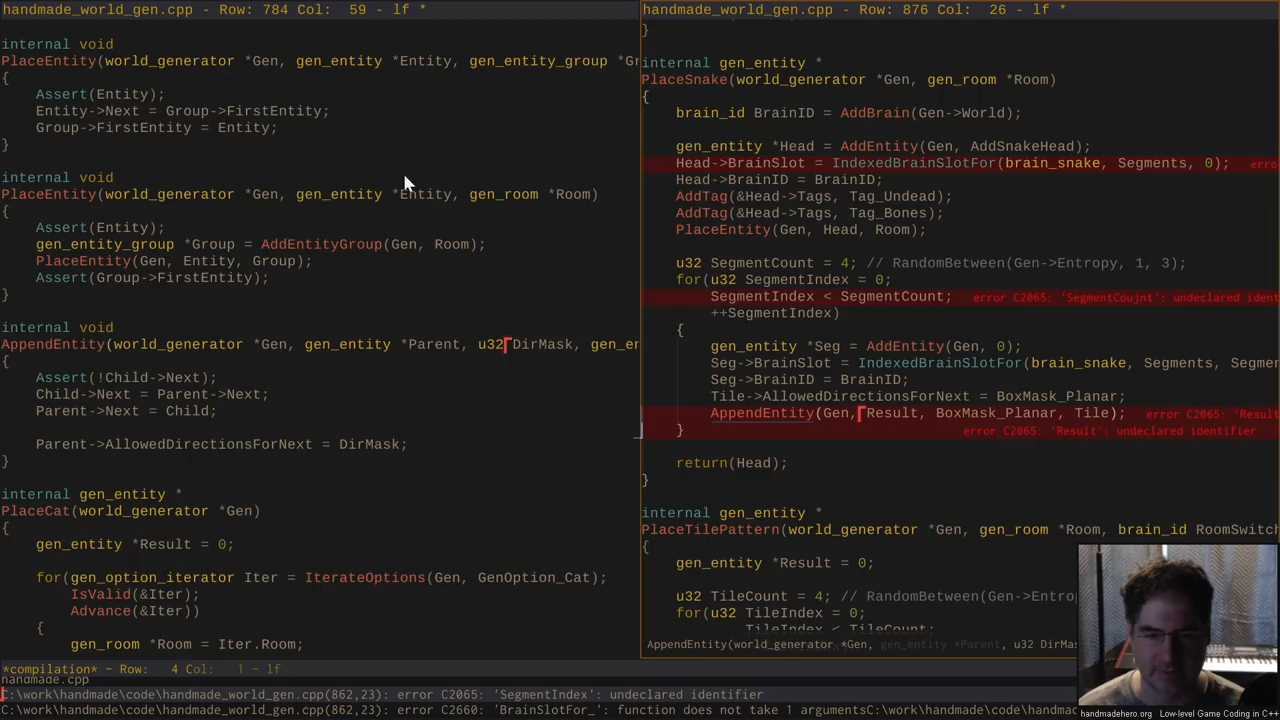 handmade_world_gen.cpp - Row: 784 Col:  59 - lf *
internal void
PlaceEntity(world_generator *Gen, gen_entity *Entity, gen_entity_group *Gr
{
Assert(Entity);
Entity->Next = Group->FirstEntity;
Group->FirstEntity = Entity;
}
internal void
PlaceEntity(world_generator *Gen, gen_entity *Entity, gen_room *Room)
{
Assert(Entity);
gen_entity_group *Group = AddEntityGroup(Gen, Room);
PlaceEntity(Gen, Entity, Group);
Assert(Group->FirstEntity);
}
internal void
AppendEntity(world_generator *Gen, gen_entity *Parent, u32 DirMask, gen_en
{
Assert(!Child->Next);
Child->Next = Parent->Next;
Parent->Next = Child;
Parent->AllowedDirectionsForNext = DirMask;
}
internal gen_entity *
PlaceCat(world_generator *Gen)
{
gen_entity *Result = 0;
for(gen_option_iterator Iter = IterateOptions(Gen, GenOption_Cat);
IsValid(&Iter);
Advance(&Iter))
{
gen_room *Room = Iter.Room;
handmade_world_gen.cpp - Row: 876 Col:  26 - lf *
}
internal gen_entity *
PlaceSnake(world_generator *Gen, gen_room *Room)
{
brain_id BrainID = AddBrain(Gen->World);
gen_entity *Head = AddEntity(Gen, AddSnakeHead);
Head->BrainSlot = IndexedBrainSlotFor(brain_snake, Segments, 0); erro
Head->BrainID = BrainID;
AddTag(&Head->Tags, Tag_Undead);
AddTag(&Head->Tags, Tag_Bones);
PlaceEntity(Gen, Head, Room);
u32 SegmentCount = 4; // RandomBetween(Gen->Entropy, 1, 3);
for(u32 SegmentIndex = 0;
SegmentIndex < SegmentCount; error C2065: 'SegmentCoujnt': undeclared ident
++SegmentIndex)
{
gen_entity *Seg = AddEntity(Gen, 0);
Seg->BrainSlot = IndexedBrainSlotFor(brain_snake, Segments, Segmen
Seg->BrainID = BrainID;
Tile->AllowedDirectionsForNext = BoxMask_Planar;
AppendEntity(Gen, Result, BoxMask_Planar, Tile); error C2065: 'Result
} error C2065: 'Result': undeclared identifier
return(Head);
}
internal gen_entity *
PlaceTilePattern(world_generator *Gen, gen_room *Room, brain_id RoomSwitc
{
gen_entity *Result = 0;
u32 TileCount = 4; // RandomBetween(Gen->Entro
for(u32 TileIndex = 0;
TileIndex < TileCount;
AppendEntity(world_generator *Gen, gen_entity *Parent, u32 DirMas
*compilation* - Row:   4 Col:   1 - lf
handmade.cpp
C:\work\handmade\code\handmade_world_gen.cpp(862,23): error C2065: 'SegmentIndex': undeclared identifier
C:\work\handmade\code\handmade_world_gen.cpp(862,23): error C2660: 'BrainSlotFor_': function does not take 1 argumentsC:\work\handmade\cod
handmadehero.org | Low-level Game Coding in C++